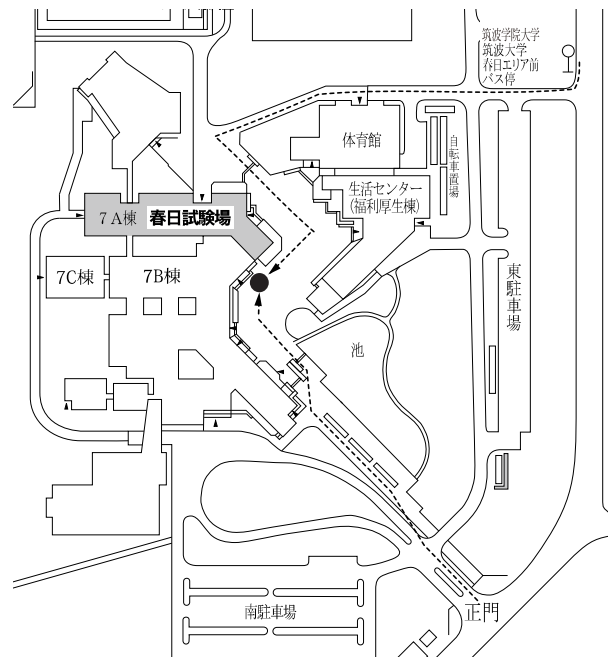 筑波学院大学
筑波大学
春日エリア前
バス停
体育館
自転車置場
生活センター
(福利厚生棟)
7A棟
春日試験場
7C棟
7B棟
東駐車場
池
南駐車場
正門